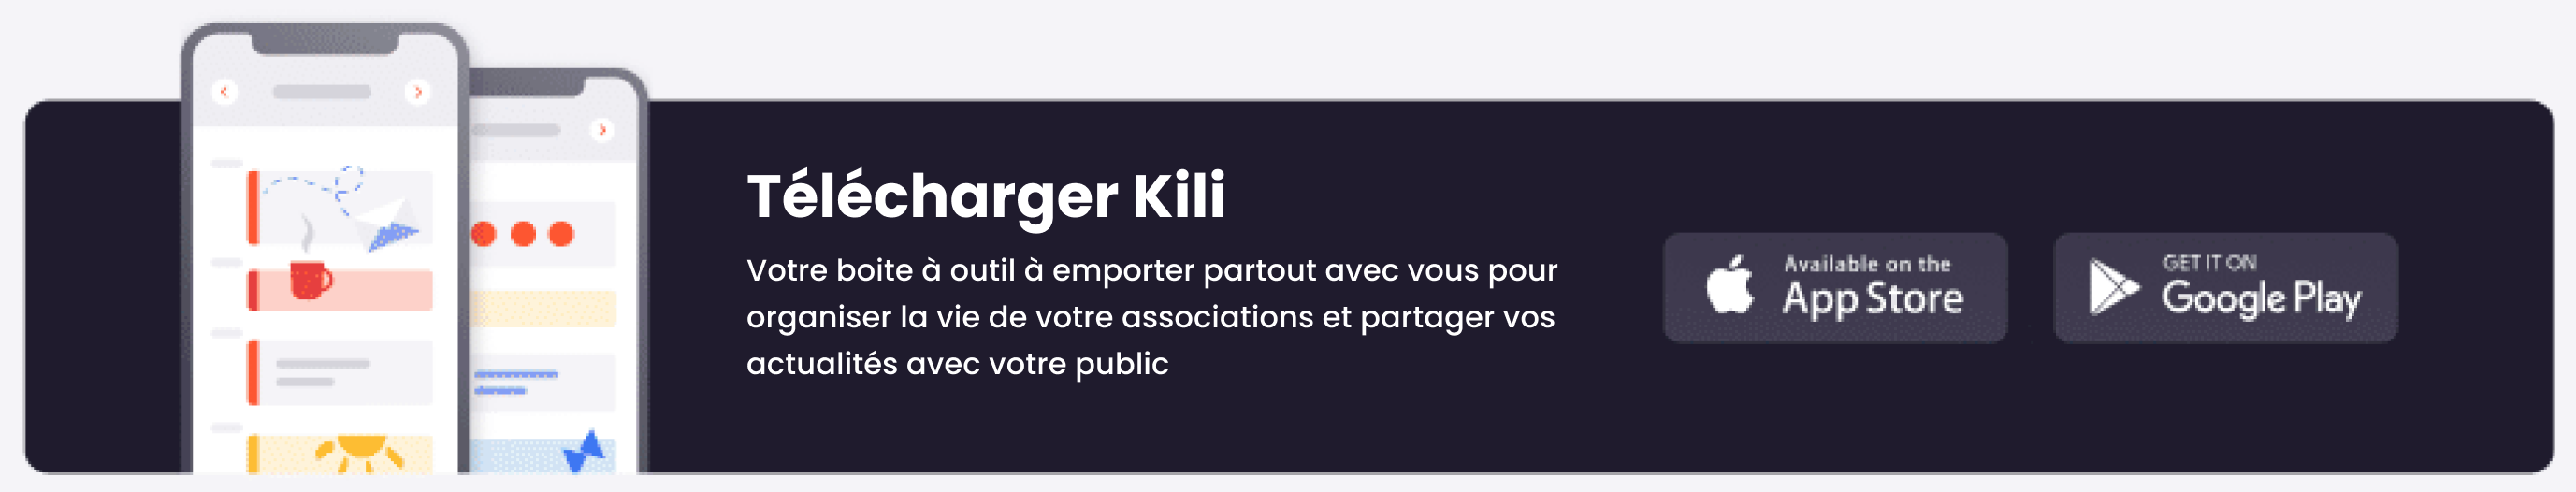 Télécharger Kili
Votre boite à outil à emporter partout avec vous pour
organiser la vie de votre associations et partager vos
actualités avec votre public
Available on the
App Store
GET IT ON
Google Play